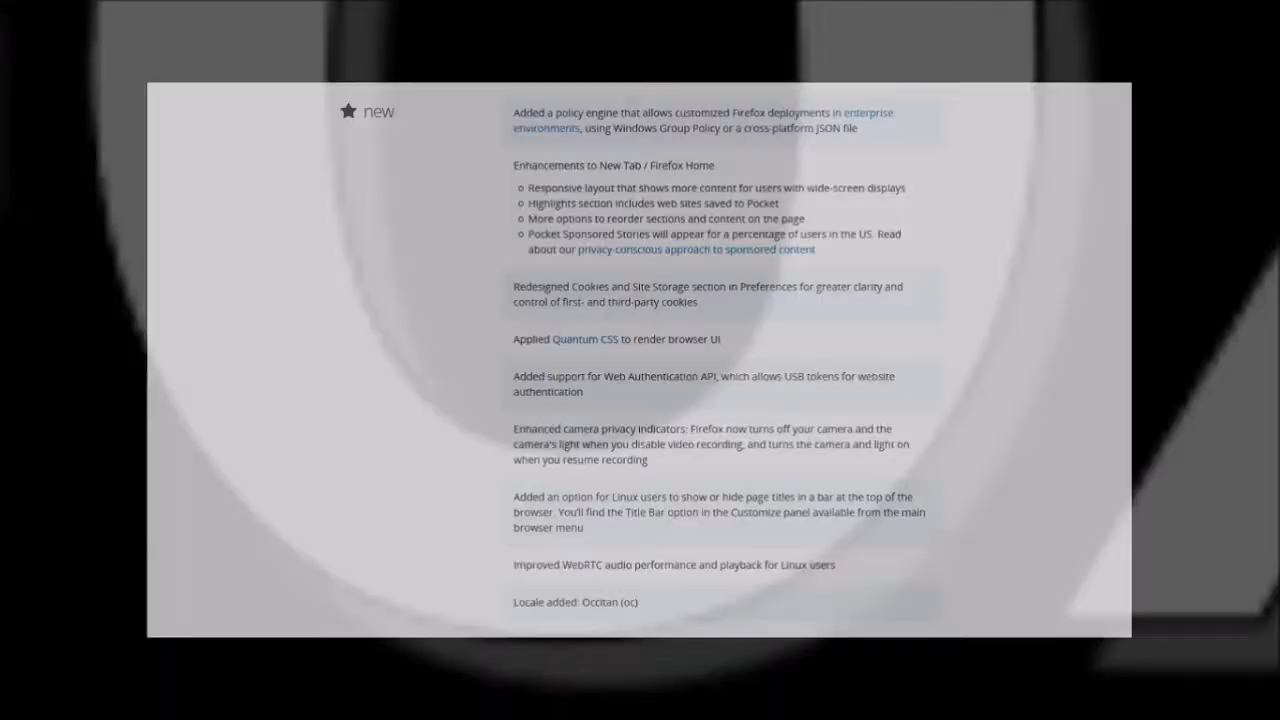 ★ new
Added a policy engine that allows customized Firefox deployments in enterprise
environments, using Windows Group Policy or a cross-platform JSON file
Enhancements to New Tab / Firefox Home
Responsive layout that shows more content for users with wide-screen displays
Highlights section includes web sites saved to Pocket
More options to reorder sections and content on the page
Pocket Sponsored Stories will appear for a percentage of users in the US. Read
about our privacy-conscious approach to sponsored content
Redesigned Cookies and Site Storage section in Preferences for greater clarity and
control of first- and third-party cookies
Applied Quantum CSS to render browser UI
Added support for Web Authentication API, which allows USB tokens for website
authentication
Enhanced camera privacy indicators: Firefox now turns off your camera and the
camera's light when you disable video recording, and turns the camera and light on
when you resume recording
Added an option for Linux users to show or hide page titles in a bar at the top of the
browser. You'll find the Title Bar option in the Customize panel available from the main
browser menu
Improved WebRTC audio performance and playback for Linux users
Locale added: Occitan (oc)